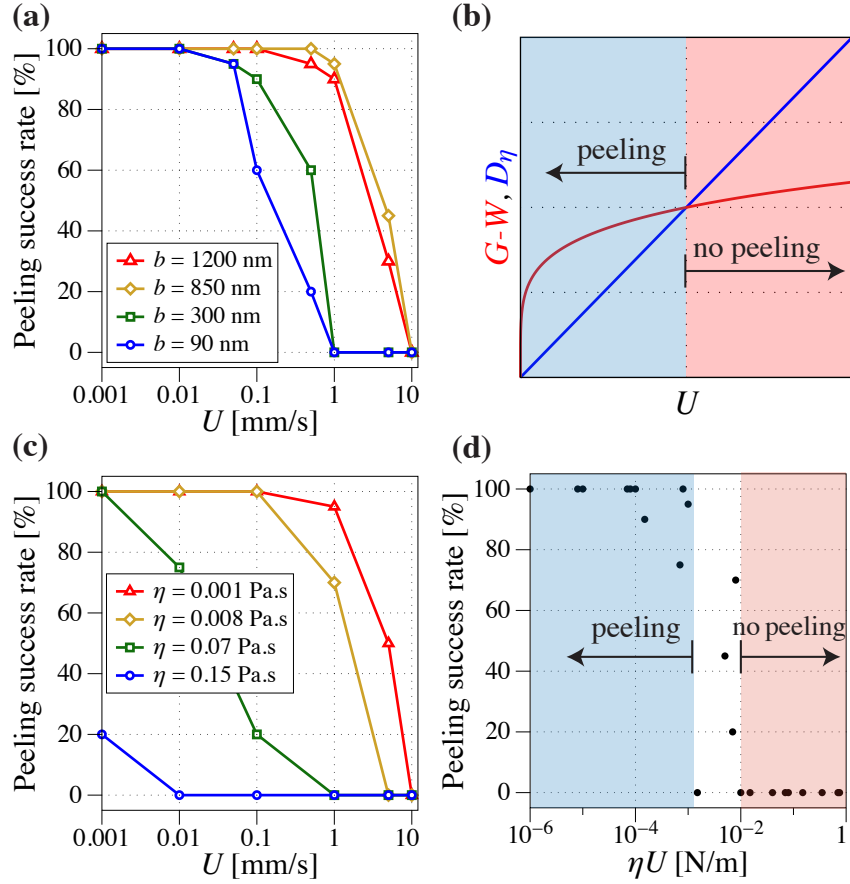 (a)
Peeling success rate [%]
100
80
60
40
20
0
b = 1200 nm
b = 850 nm
b = 300 nm
b = 90 nm
0.001 0.01 0.1 1 10
U [mm/s]
(b)
G-W, Dη
peeling
no peeling
U
(c)
Peeling success rate [%]
100
80
60
40
20
0
η = 0.001 Pa.s
η = 0.008 Pa.s
η = 0.07 Pa.s
η = 0.15 Pa.s
0.001 0.01 0.1 1 10
U [mm/s]
(d)
Peeling success rate [%]
100
80
60
40
20
0
peeling
no peeling
10⁻⁶ 10⁻⁴ 10⁻² 1
ηU [N/m]